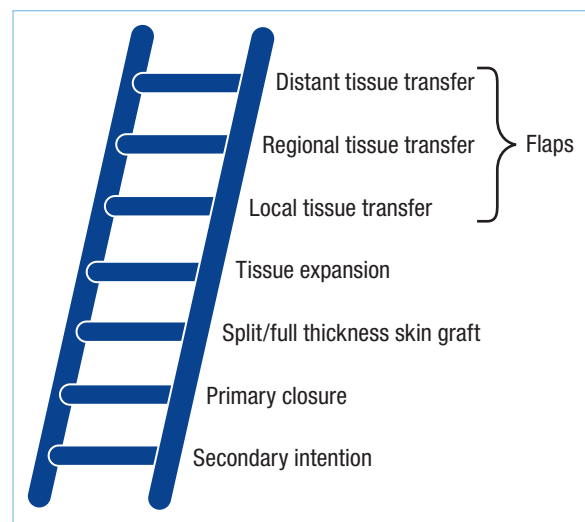 Distant tissue transfer
Regional tissue transfer
Flaps
Local tissue transfer
Tissue expansion
Split/full thickness skin graft
Primary closure
Secondary intention